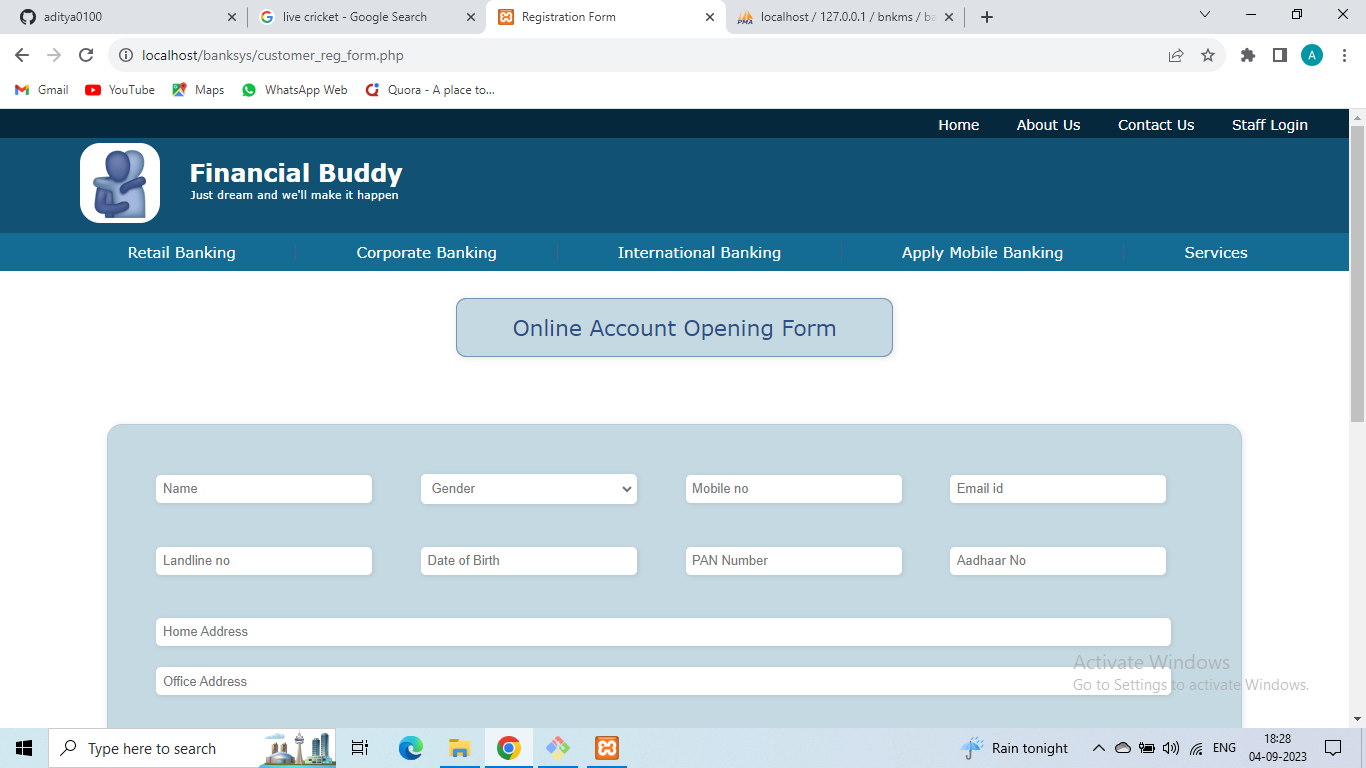 aditya0100
live cricket - Google Search
Registration Form
PMA
localhost / 127.0.0.1 / bnkms / ba
localhost/banksys/customer_reg_form.php
A
Gmail
YouTube
Maps
WhatsApp Web
Quora - A place to...
Home About Us Contact Us Staff Login
Financial Buddy
Just dream and we'll make it happen
Retail Banking Corporate Banking International Banking Apply Mobile Banking Services
Online Account Opening Form
Name Gender Mobile no Email id
Landline no Date of Birth PAN Number Aadhaar No
Home Address
Office Address
Activate Windows
Go to Settings to activate Windows.
Type here to search
Rain tonight
ENG
18:28
04-09-2023